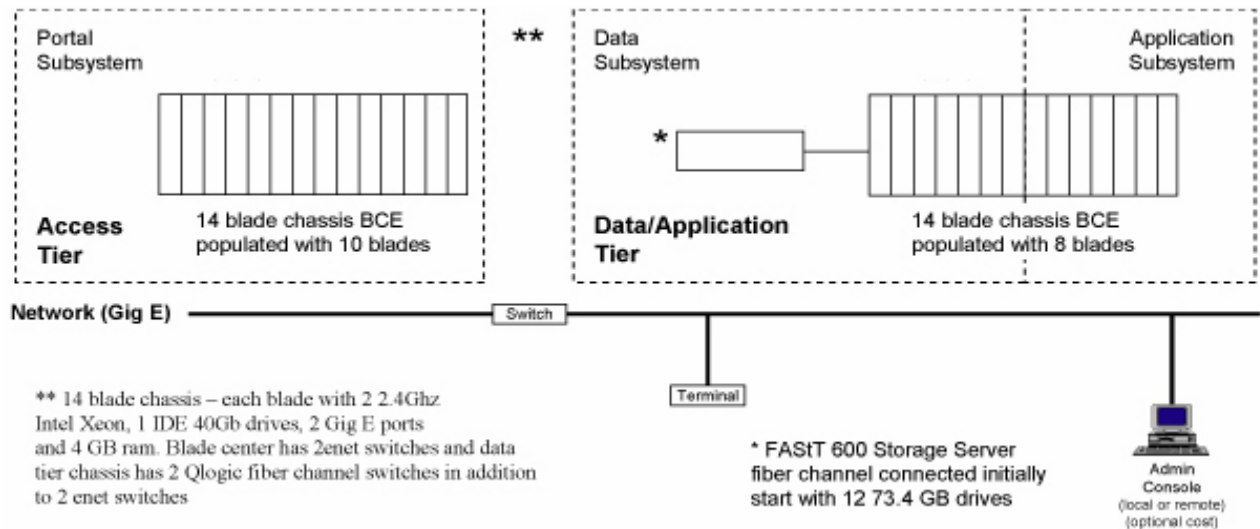 Portal
Subsystem
**
Data
Subsystem
Application
Subsystem
*
Access
Tier
14 blade chassis BCE
populated with 10 blades
Data/Application
Tier
14 blade chassis BCE
populated with 8 blades
Network (Gig E)
Switch
Terminal
** 14 blade chassis – each blade with 2 2.4Ghz
Intel Xeon, 1 IDE 40Gb drives, 2 Gig E ports
and 4 GB ram. Blade center has 2enet switches and data
tier chassis has 2 Qlogic fiber channel switches in addition
to 2 enet switches
* FAStT 600 Storage Server
fiber channel connected initially
start with 12 73.4 GB drives
Admin
Console
(local or remote)
(optional cost)